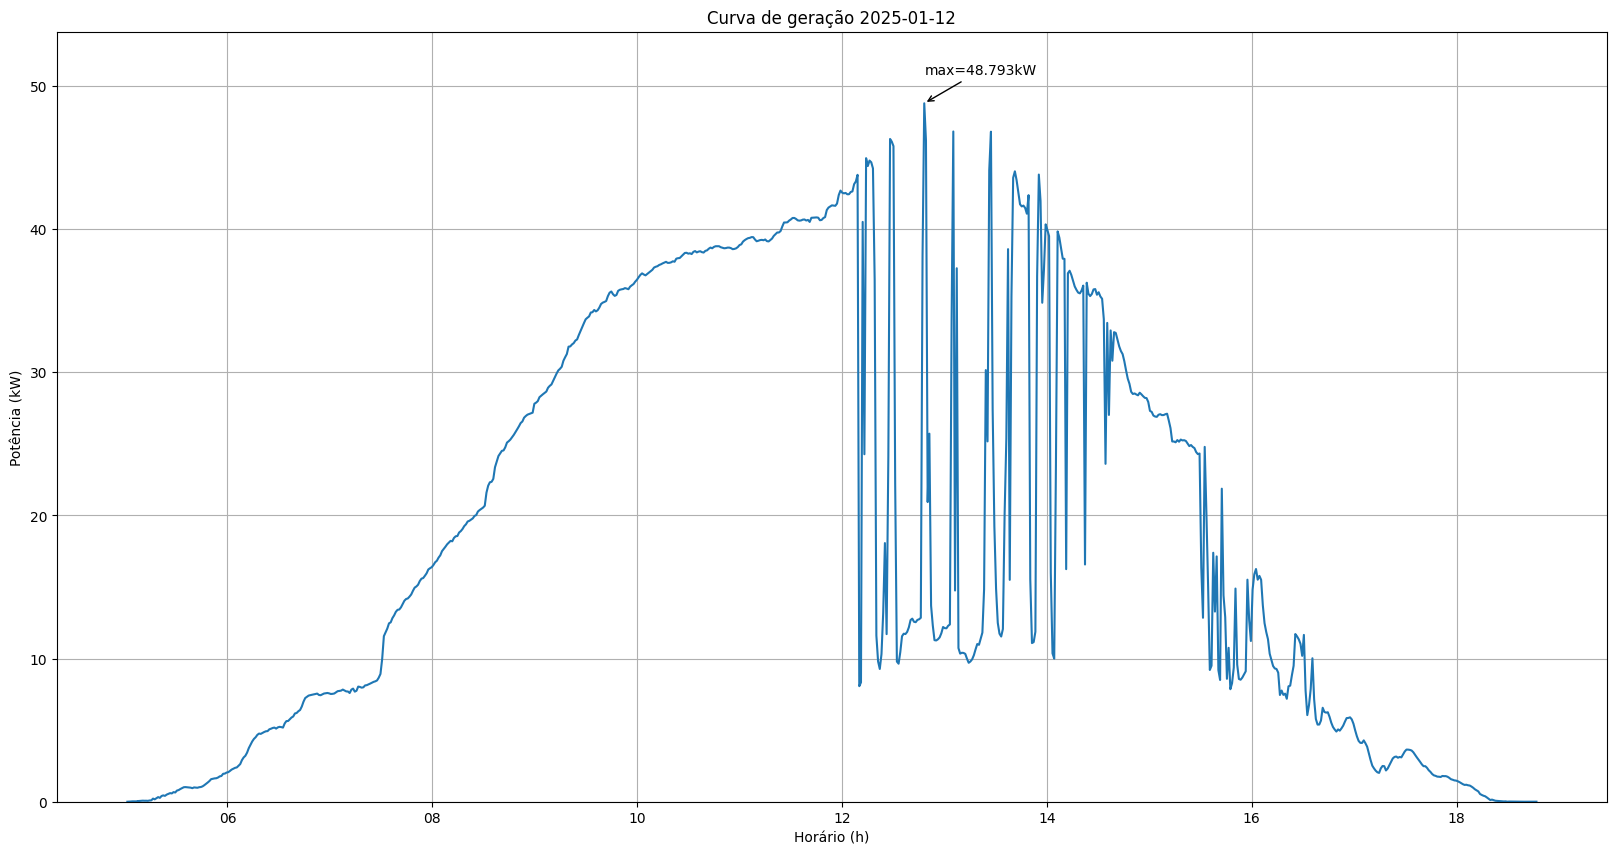 Curva de geração 2025-01-12
max=48.793kW
Potência (kW)
50
40
30
20
10
0
06 08 10 12 14 16 18
Horário (h)